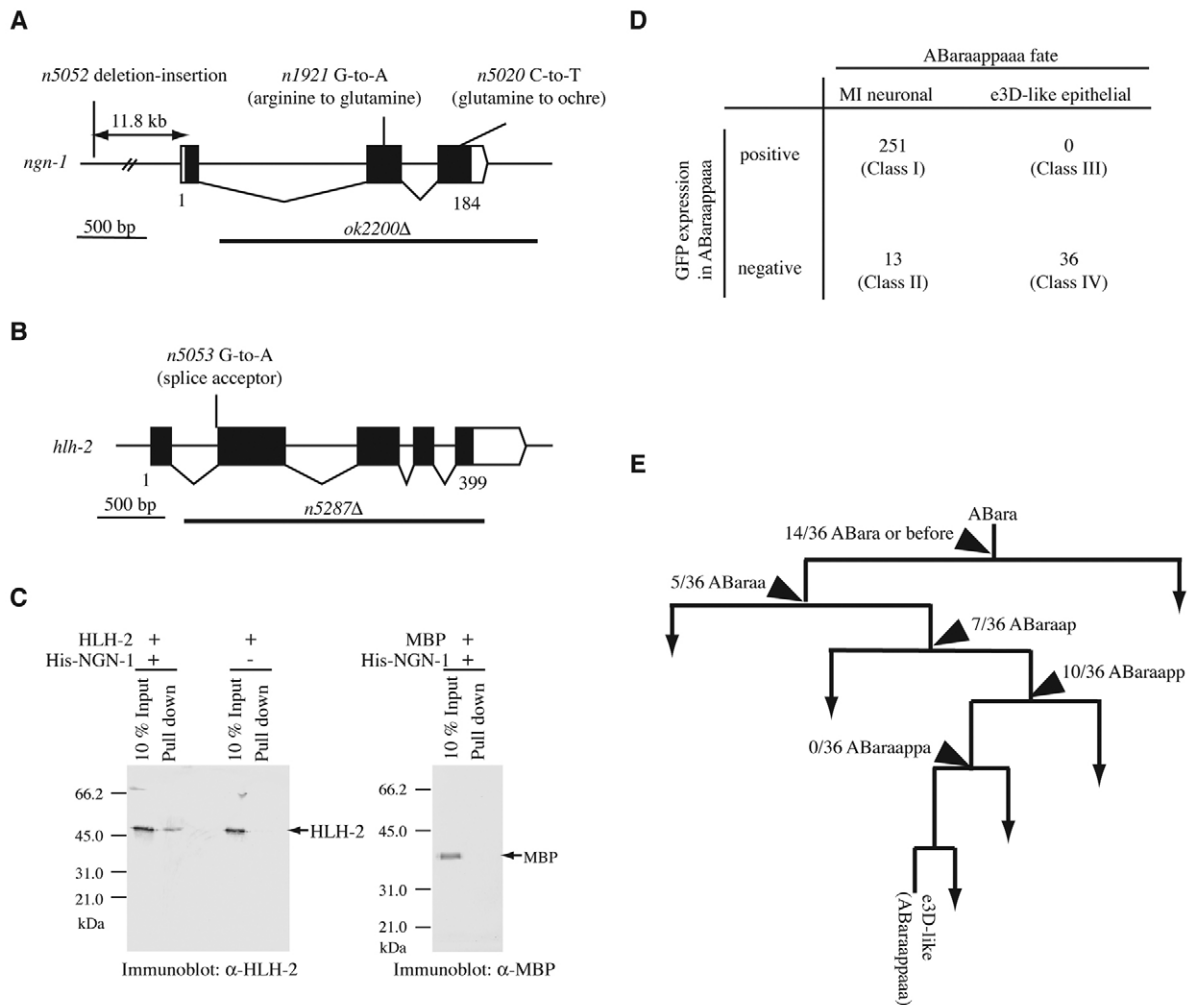 A
n5052 deletion-insertion
n1921 G-to-A
(arginine to glutamine)
n5020 C-to-T
(glutamine to ochre)
11.8 kb
ngn-1
1
184
500 bp
ok2200Δ
B
n5053 G-to-A
(splice acceptor)
hlh-2
1
399
500 bp
n5287Δ
C
HLH-2 + +
His-NGN-1 + -
10 % Input
Pull down
10 % Input
Pull down
66.2
45.0
31.0
21.0
kDa
HLH-2
Immunoblot: α-HLH-2
MBP +
His-NGN-1 +
10 % Input
Pull down
66.2
45.0
31.0
21.0
kDa
MBP
Immunoblot: α-MBP
D
ABaraappaaa fate
MI neuronal
e3D-like epithelial
GFP expression
in ABaraappaaa
positive
251
(Class I)
0
(Class III)
negative
13
(Class II)
36
(Class IV)
E
ABara
14/36 ABara or before
5/36 ABaraa
7/36 ABaraap
10/36 ABaraapp
0/36 ABaraappa
e3D-like
(ABaraappaaa)